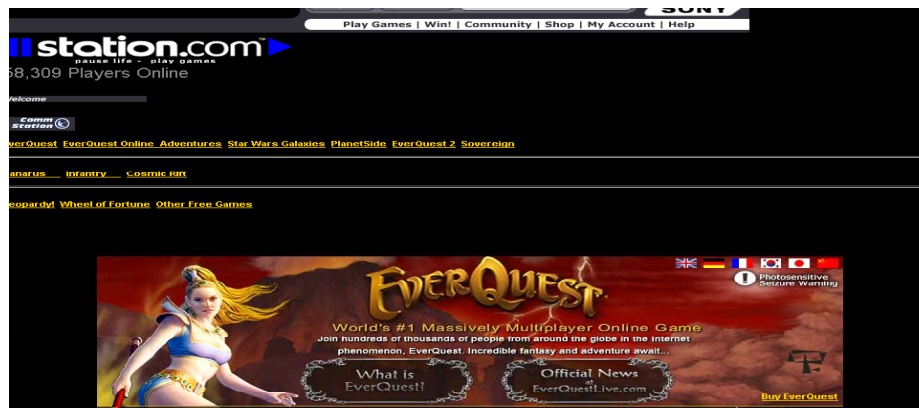 SONY
Play Games | Win! | Community | Shop | My Account | Help
station.com
pause life - play games
58,309 Players Online
Welcome
Comm Station
EverQuest EverQuest Online Adventures Star Wars Galaxies PlanetSide EverQuest 2 Sovereign
Tanarus Infantry Cosmic Rift
Jeopardy! Wheel of Fortune Other Free Games
EverQuest
Photosensitive
Seizure Warning
World's #1 Massively Multiplayer Online Game
Join hundreds of thousands of people from around the globe in the Internet
phenomenon, EverQuest. Incredible fantasy and adventure await...
What is
EverQuest?
Official News
at
EverQuestLive.com
Buy EverQuest